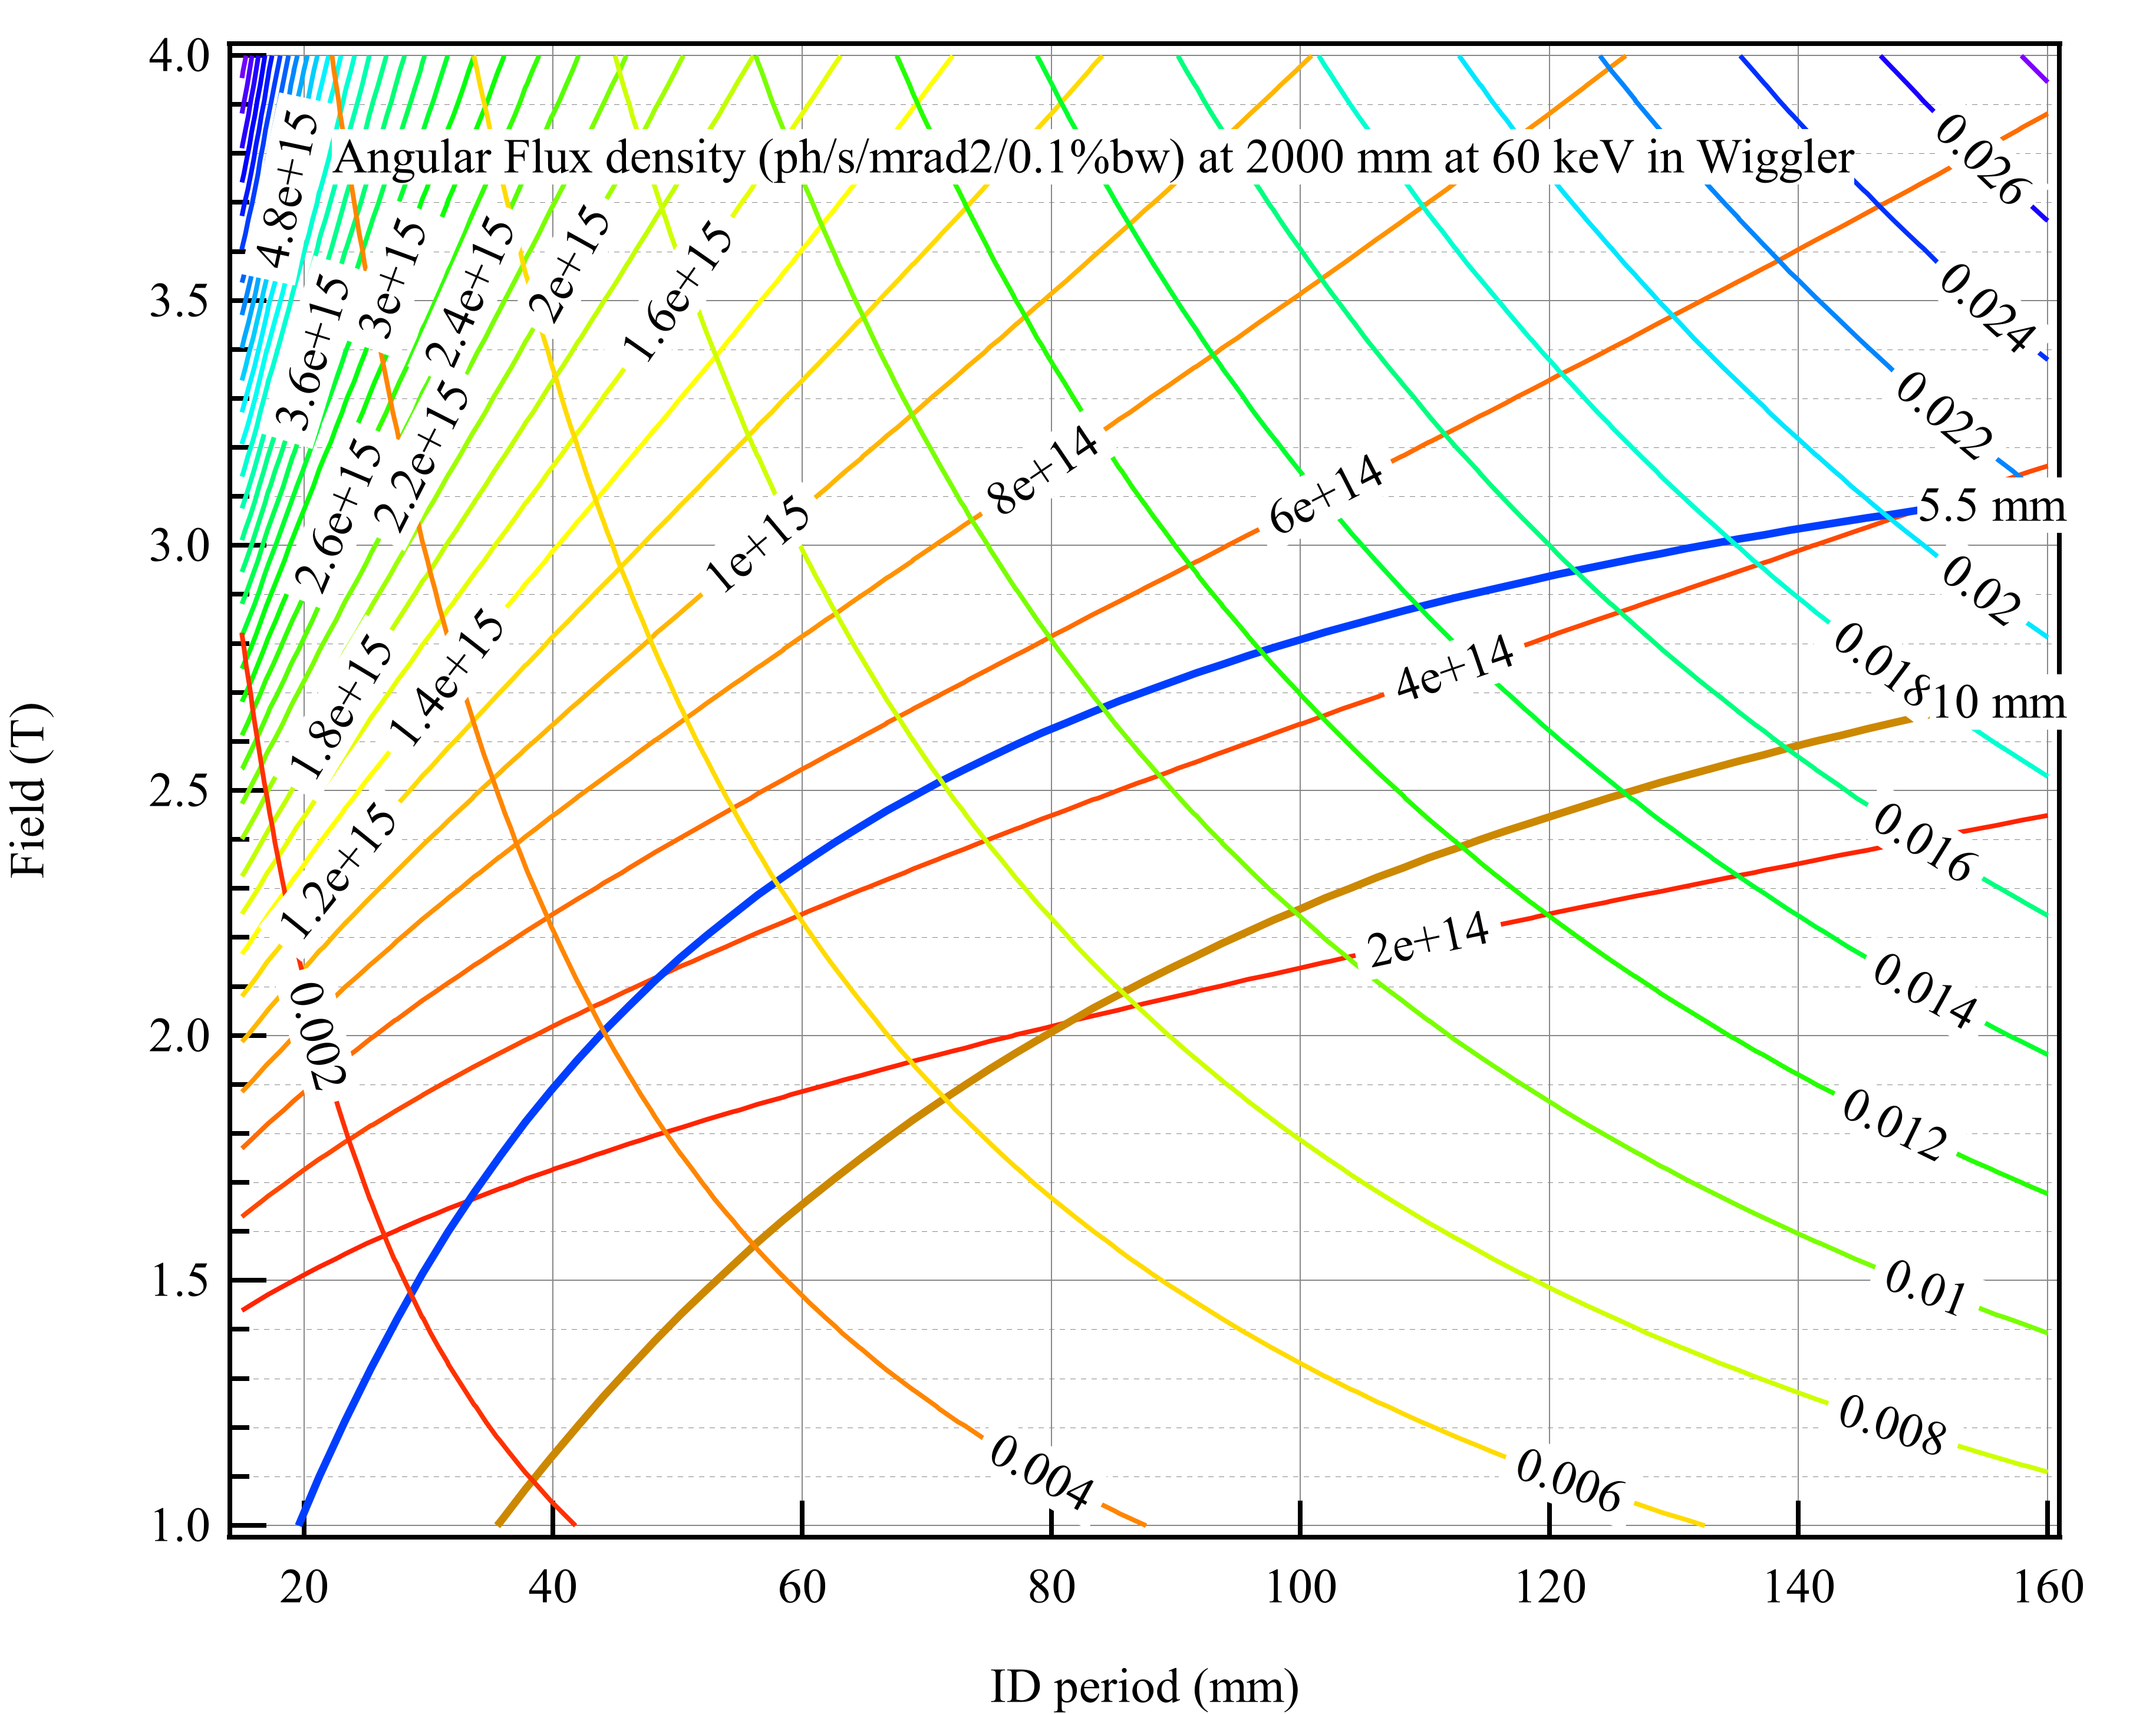 4.0
Angular Flux density (ph/s/mrad2/0.1%bw) at 2000 mm at 60 keV in Wiggler
0.026
4.8e+15
3.5
3e+15
2.4e+15
2e+15
1.6e+15
0.024
3.6e+15
0.022
2.2e+15
8e+14
6e+14
3.0
2.6e+15
1e+15
5.5 mm
0.02
1.8e+15
1.4e+15
4e+14
0.018
10 mm
2.5
Field (T)
1.2e+15
0.016
2e+14
2.0
0.002
0.014
0.012
1.5
0.01
0.008
0.004
0.006
1.0
20 40 60 80 100 120 140 160
ID period (mm)